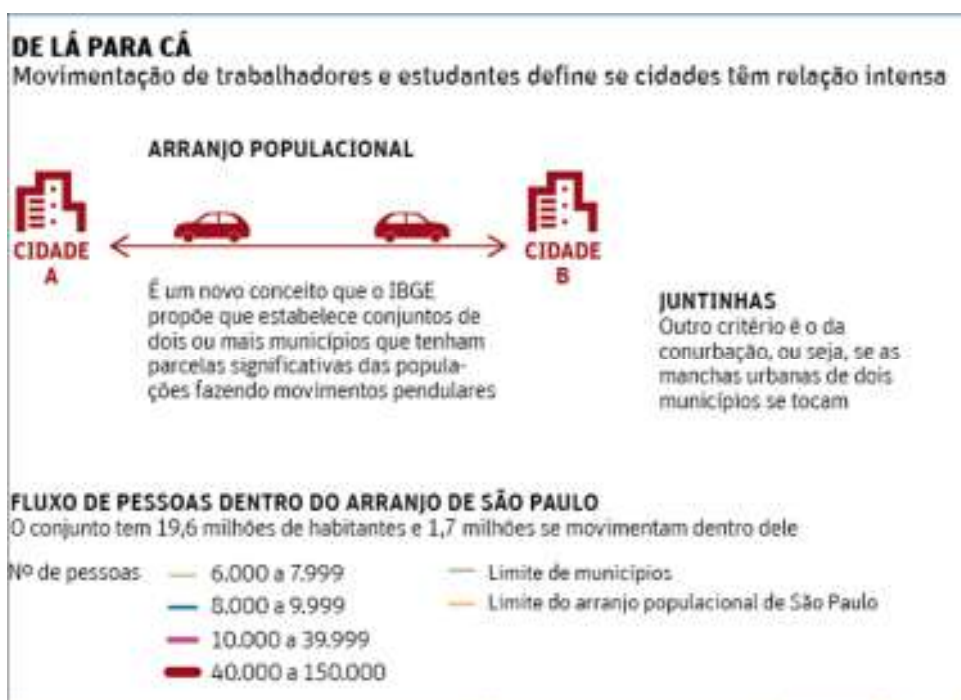 DE LÁ PARA CÁ
Movimentação de trabalhadores e estudantes define se cidades têm relação intensa
ARRANJO POPULACIONAL
CIDADE
A
CIDADE
B
É um novo conceito que o IBGE
propõe que estabelece conjuntos de
dois ou mais municípios que tenham
parcelas significativas das popula-
ções fazendo movimentos pendulares
JUNTINHAS
Outro critério é o da
conurbação, ou seja, se as
manchas urbanas de dois
municípios se tocam
FLUXO DE PESSOAS DENTRO DO ARRANJO DE SÃO PAULO
O conjunto tem 19,6 milhões de habitantes e 1,7 milhões se movimentam dentro dele
Nº de pessoas
6.000 a 7.999
8.000 a 9.999
10.000 a 39.999
40.000 a 150.000
Limite de municípios
Limite do arranjo populacional de São Paulo